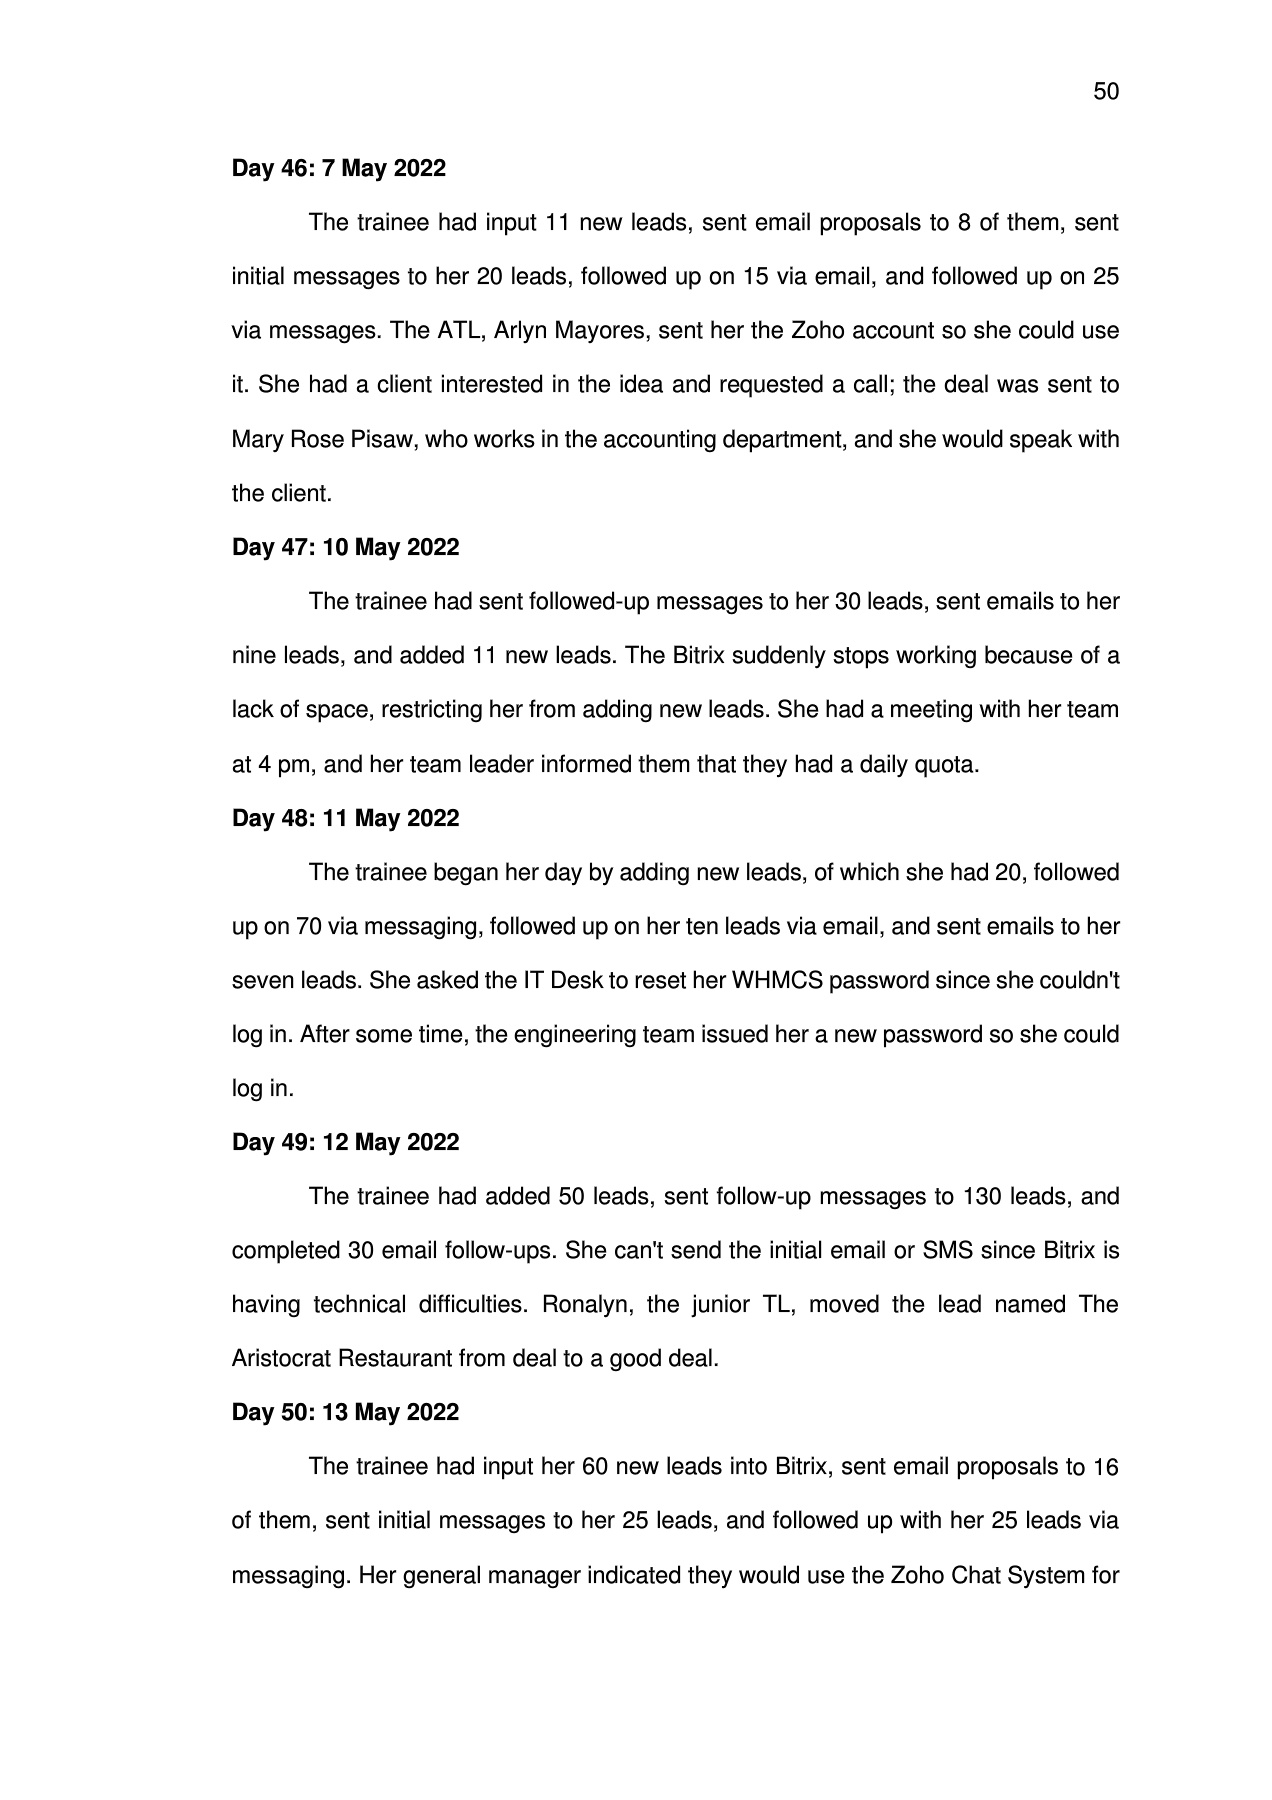 50
Day 46: 7 May 2022
The trainee had input 11 new leads, sent email proposals to 8 of them, sent
initial messages to her 20 leads, followed up on 15 via email, and followed up on 25
via messages. The ATL, Arlyn Mayores, sent her the Zoho account so she could use
it. She had a client interested in the idea and requested a call; the deal was sent to
Mary Rose Pisaw, who works in the accounting department, and she would speak with
the client.
Day 47: 10 May 2022
The trainee had sent followed-up messages to her 30 leads, sent emails to her
nine leads, and added 11 new leads. The Bitrix suddenly stops working because of a
lack of space, restricting her from adding new leads. She had a meeting with her team
at 4 pm, and her team leader informed them that they had a daily quota.
Day 48: 11 May 2022
The trainee began her day by adding new leads, of which she had 20, followed
up on 70 via messaging, followed up on her ten leads via email, and sent emails to her
seven leads. She asked the IT Desk to reset her WHMCS password since she couldn't
log in. After some time, the engineering team issued her a new password so she could
log in.
Day 49: 12 May 2022
The trainee had added 50 leads, sent follow-up messages to 130 leads, and
completed 30 email follow-ups. She can't send the initial email or SMS since Bitrix is
having technical difficulties. Ronalyn, the junior TL, moved the lead named The
Aristocrat Restaurant from deal to a good deal.
Day 50: 13 May 2022
The trainee had input her 60 new leads into Bitrix, sent email proposals to 16
of them, sent initial messages to her 25 leads, and followed up with her 25 leads via
messaging. Her general manager indicated they would use the Zoho Chat System for